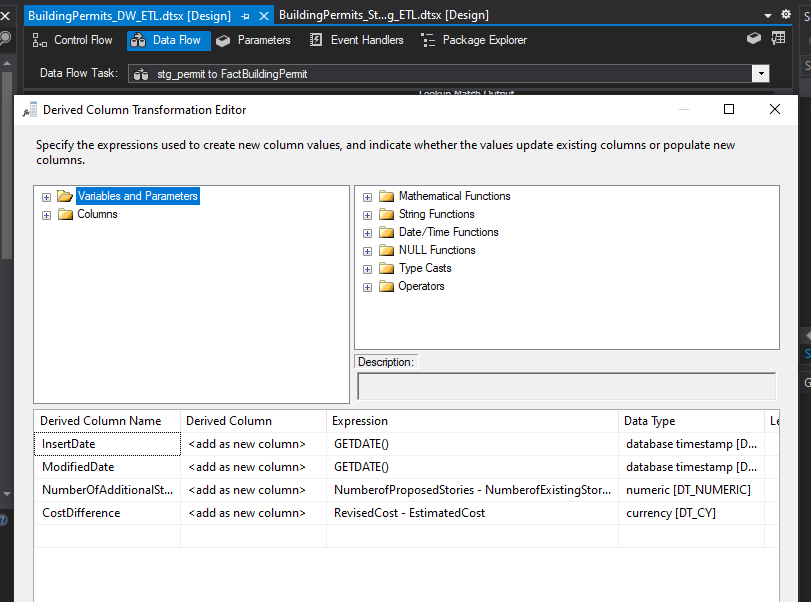 BuildingPermits_DW_ETL.dtsx [Design]
BuildingPermits_St...g_ETL.dtsx [Design]
Control Flow
Data Flow
Parameters
Event Handlers
Package Explorer
Data Flow Task:
stg_permit to FactBuildingPermit
Lookup Match Output
Derived Column Transformation Editor
Specify the expressions used to create new column values, and indicate whether the values update existing columns or populate new
columns.
Variables and Parameters
Columns
Mathematical Functions
String Functions
Date/Time Functions
NULL Functions
Type Casts
Operators
Description:
Derived Column Name Derived Column Expression Data Type Le
InsertDate <add as new column> GETDATE() database timestamp [D...
ModifiedDate <add as new column> GETDATE() database timestamp [D...
NumberOfAdditionalSt... <add as new column> NumberofProposedStories - NumberofExistingStor... numeric [DT_NUMERIC]
CostDifference <add as new column> RevisedCost - EstimatedCost currency [DT_CY]